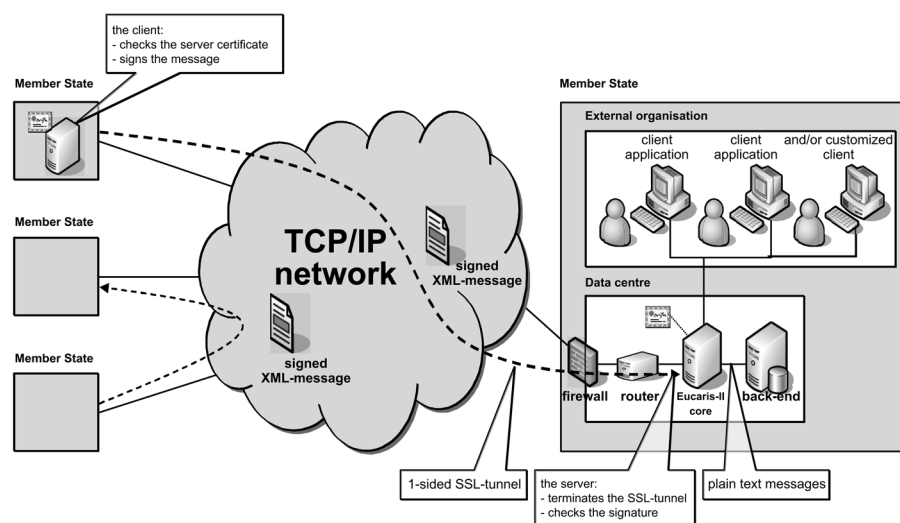 the client:
- checks the server certificate
- signs the message
Member State
Member State
External organisation
client
application
client
application
and/or customized
client
Member State
TCP/IP
network
signed
XML-message
signed
XML-message
Data centre
Member State
firewall
router
Eucaris-II
core
back-end
1-sided SSL-tunnel
the server:
- terminates the SSL-tunnel
- checks the signature
plain text messages